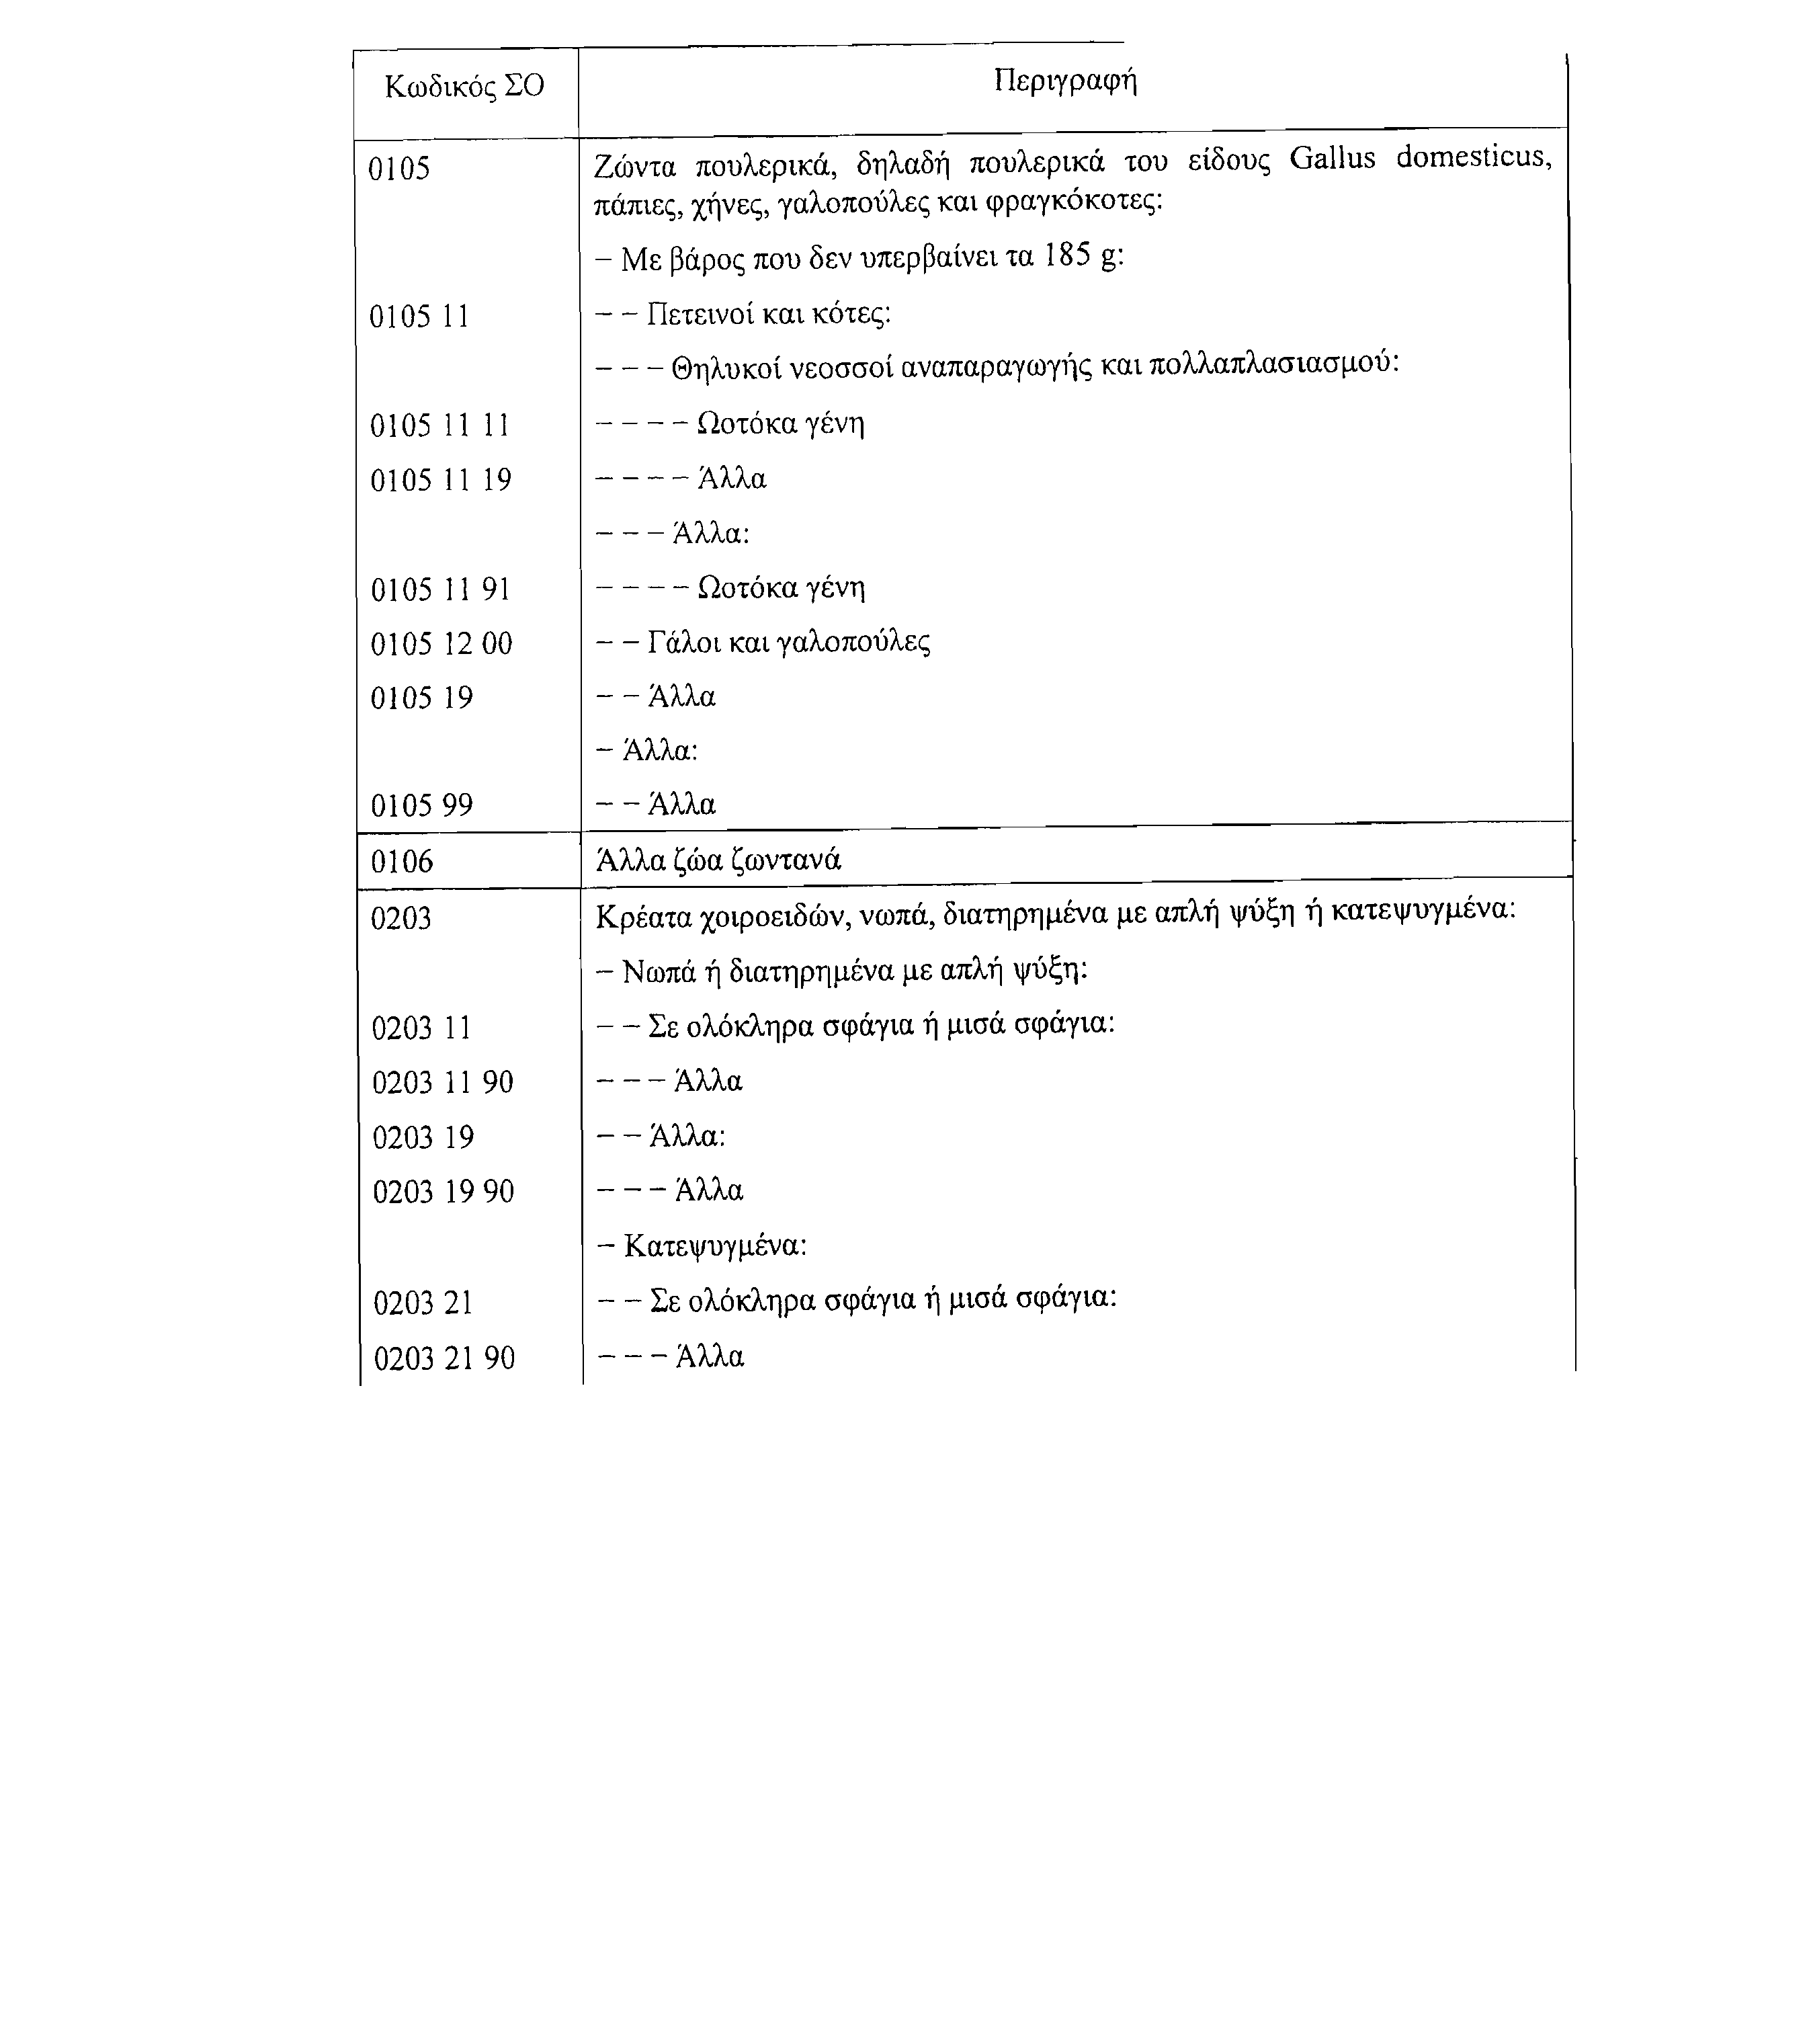 Κωδικός ΣΟ Περιγραφή
0105 Ζώντα πουλερικά, δηλαδή πουλερικά του είδους Gallus domesticus,
πάπιες, χήνες, γαλοπούλες και φραγκόκοτες:
− Με βάρος που δεν υπερβαίνει τα 185 g:
0105 11 − − Πετεινοί και κότες:
− − − Θηλυκοί νεοσσοί αναπαραγωγής και πολλαπλασιασμού:
0105 11 11 − − − − Ωοτόκα γένη
0105 11 19 − − − − Άλλα
− − − Άλλα:
0105 11 91 − − − − Ωοτόκα γένη
0105 12 00 − − Γάλοι και γαλοπούλες
0105 19 − − Άλλα
− Άλλα:
0105 99 − − Άλλα
0106 Άλλα ζώα ζωντανά
0203 Κρέατα χοιροειδών, νωπά, διατηρημένα με απλή ψύξη ή κατεψυγμένα:
− Νωπά ή διατηρημένα με απλή ψύξη:
0203 11 − − Σε ολόκληρα σφάγια ή μισά σφάγια:
0203 11 90 − − − Άλλα
0203 19 − − Άλλα:
0203 19 90 − − − Άλλα
− Κατεψυγμένα:
0203 21 − − Σε ολόκληρα σφάγια ή μισά σφάγια:
0203 21 90 − − − Άλλα